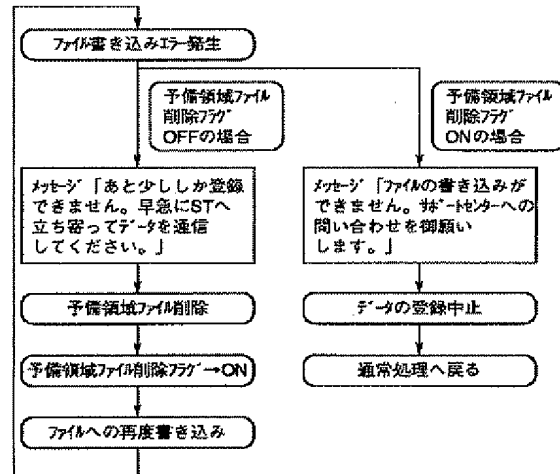 ファイル書き込みエラー発生
予備領域ファイル
削除フラグ
OFFの場合
予備領域ファイル
削除フラグ
ONの場合
メッセージ「あと少ししか登録
できません。早急にSTへ
立ち寄ってデータを通信
してください。」
メッセージ「ファイルの書き込みが
できません。サポートセンターへの
問い合わせを御願い
します。」
予備領域ファイル削除
データの登録中止
予備領域ファイル削除フラグ→ON
通常処理へ戻る
ファイルへの再度書き込み